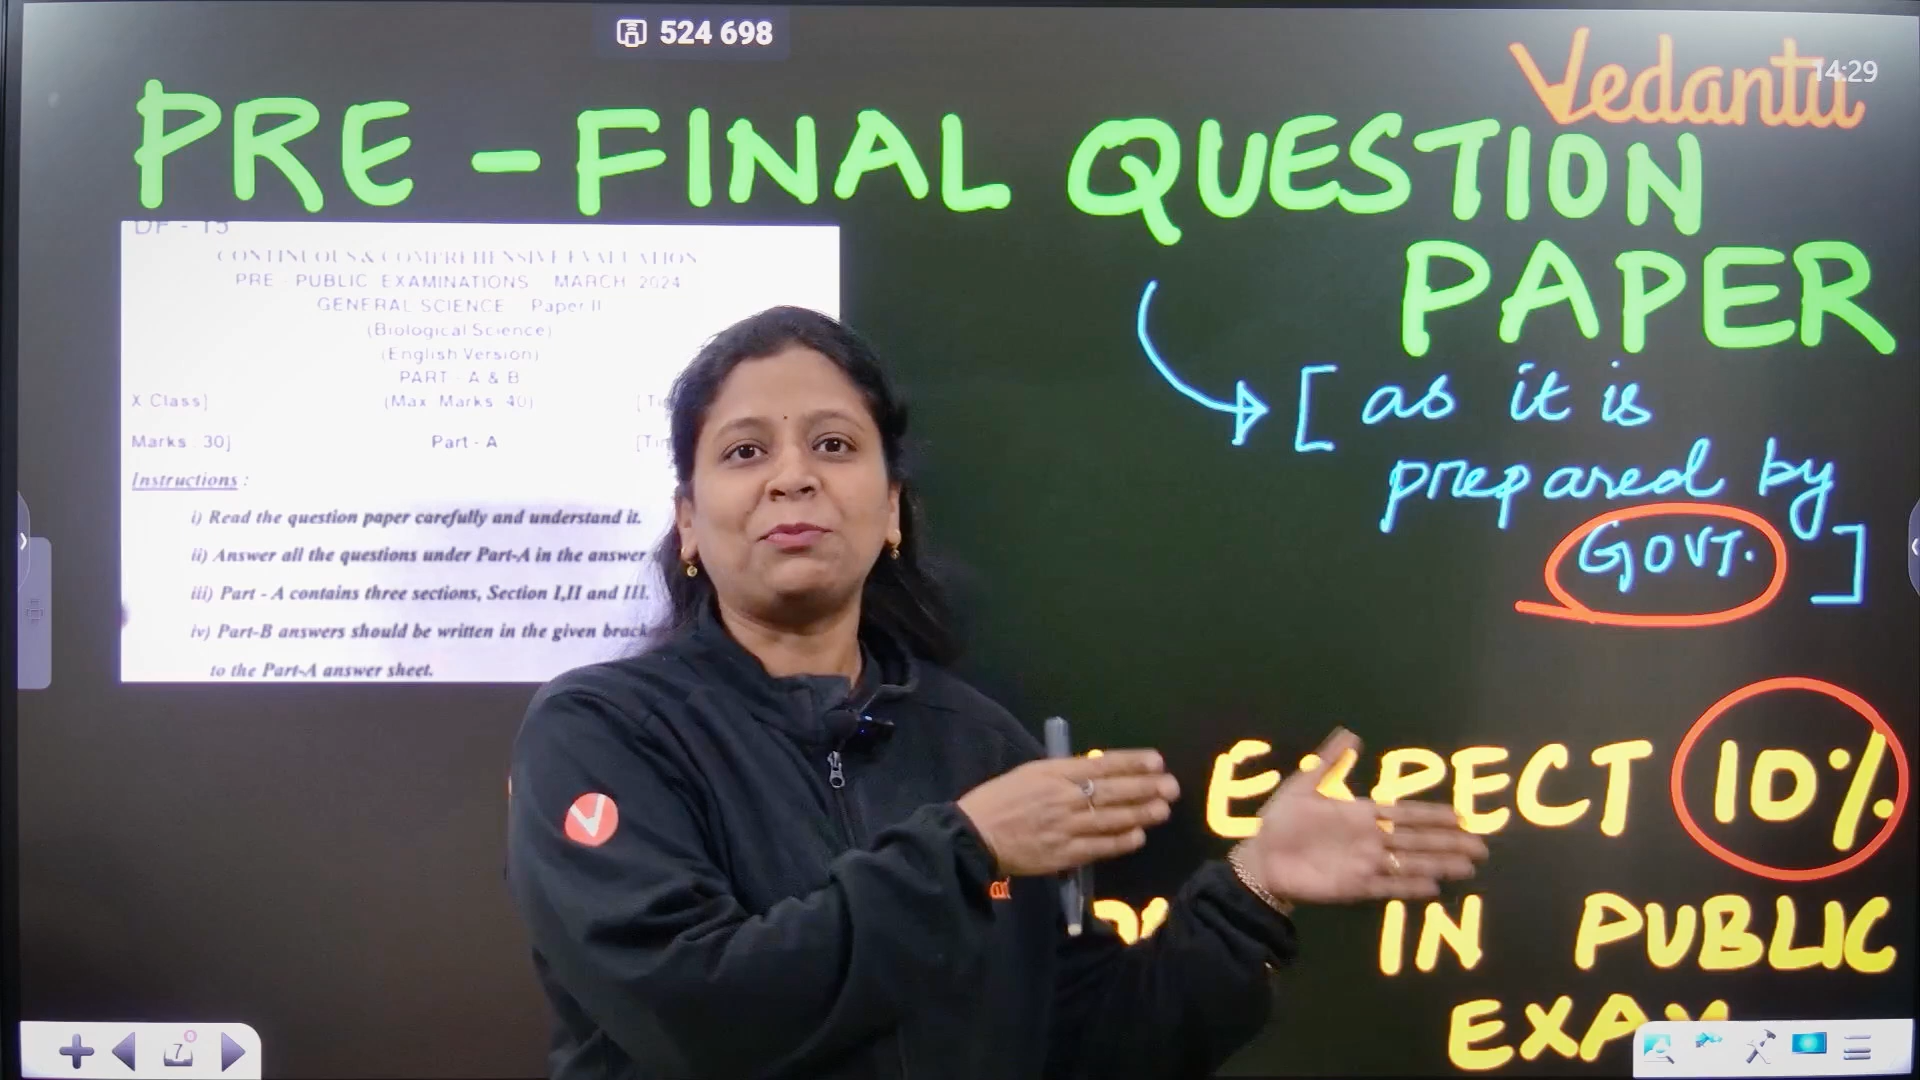 524 698
Vedantu
14:29
PRE - FINAL QUESTION
PAPER
DF - 15
CONTINUOUS & COMPREHENSIVE EVALUATION
PRE - PUBLIC EXAMINATIONS MARCH 2024
GENERAL SCIENCE Paper II
(Biological Science)
(English Version)
PART - A & B
X Class]
(Max Marks 40)
Marks : 30]
Part - A
Instructions :
i) Read the question paper carefully and understand it.
ii) Answer all the questions under Part-A in the answer
iii) Part - A contains three sections, Section I,II and III.
iv) Part-B answers should be written in the given
to the Part-A answer sheet.
[ as it is
prepared by
GOVT. ]
EXPECT 10%
IN PUBLIC
EXAM
7